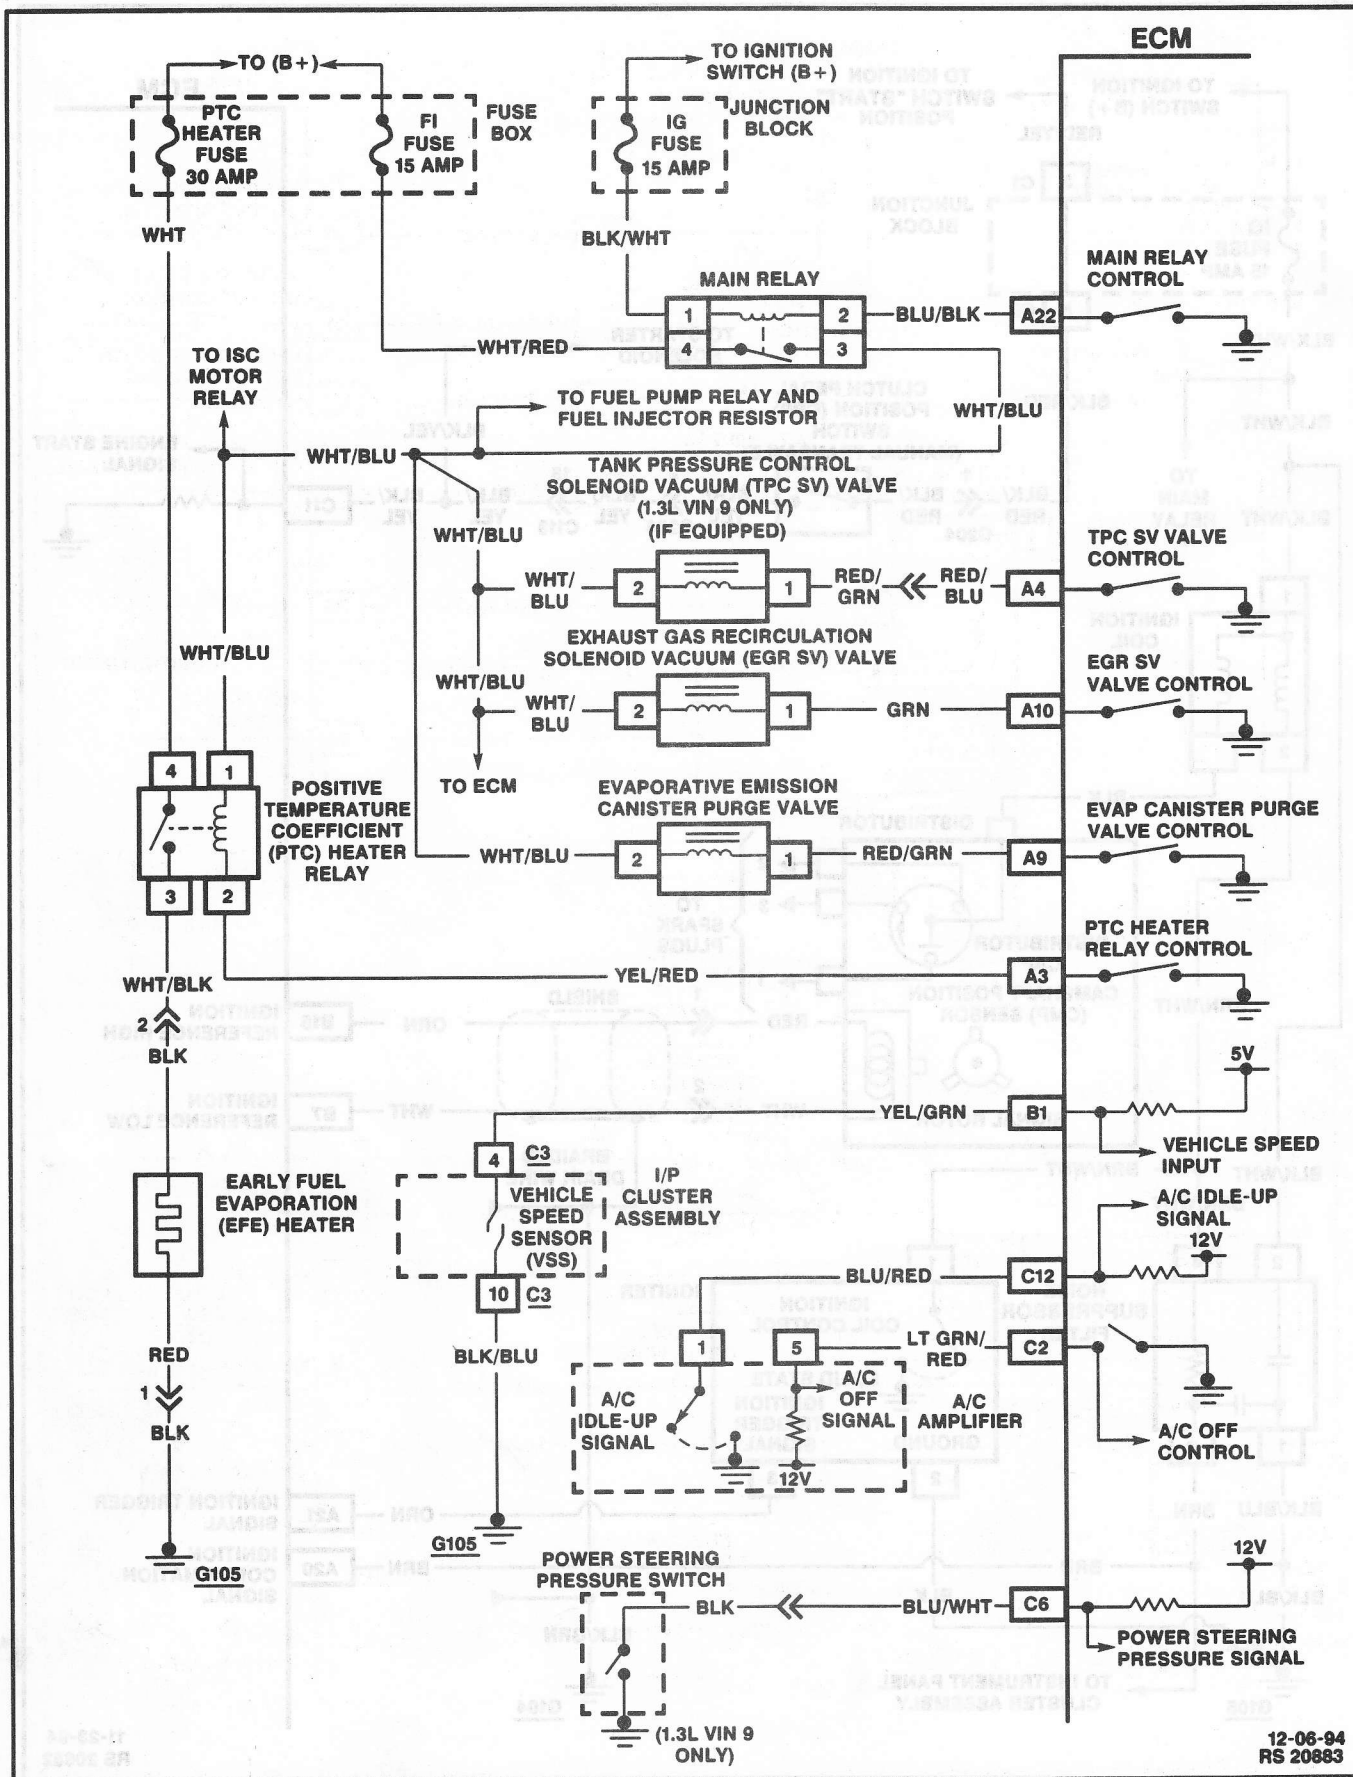 ECM
TO (B+)
TO IGNITION
SWITCH (B+)
PTC
HEATER
FUSE
30 AMP
FI
FUSE
15 AMP
FUSE
BOX
IG
FUSE
15 AMP
JUNCTION
BLOCK
WHT
BLK/WHT
MAIN RELAY
1
2
BLU/BLK
A22
MAIN RELAY
CONTROL
WHT/RED
4
3
TO ISC
MOTOR
RELAY
TO FUEL PUMP RELAY AND
FUEL INJECTOR RESISTOR
WHT/BLU
WHT/BLU
TANK PRESSURE CONTROL
SOLENOID VACUUM (TPC SV) VALVE
(1.3L VIN 9 ONLY)
(IF EQUIPPED)
WHT/BLU
WHT/
BLU
2
1
RED/
GRN
RED/
BLU
A4
TPC SV VALVE
CONTROL
WHT/BLU
EXHAUST GAS RECIRCULATION
SOLENOID VACUUM (EGR SV) VALVE
WHT/BLU
WHT/
BLU
2
1
GRN
A10
EGR SV
VALVE CONTROL
TO ECM
4
1
POSITIVE
TEMPERATURE
COEFFICIENT
(PTC) HEATER
RELAY
3
2
EVAPORATIVE EMISSION
CANISTER PURGE VALVE
WHT/BLU
2
1
RED/GRN
A9
EVAP CANISTER PURGE
VALVE CONTROL
WHT/BLK
YEL/RED
A3
PTC HEATER
RELAY CONTROL
2
BLK
5V
YEL/GRN
B1
VEHICLE SPEED
INPUT
EARLY FUEL
EVAPORATION
(EFE) HEATER
4
C3
VEHICLE
SPEED
SENSOR
(VSS)
I/P
CLUSTER
ASSEMBLY
10
C3
A/C IDLE-UP
SIGNAL
12V
BLU/RED
C12
RED
1
BLK
BLK/BLU
1
5
LT GRN/
RED
C2
A/C
IDLE-UP
SIGNAL
A/C
OFF
SIGNAL
A/C
AMPLIFIER
12V
A/C OFF
CONTROL
G105
G105
POWER STEERING
PRESSURE SWITCH
BLK
BLU/WHT
C6
12V
POWER STEERING
PRESSURE SIGNAL
(1.3L VIN 9
ONLY)
12-06-94
RS 20883